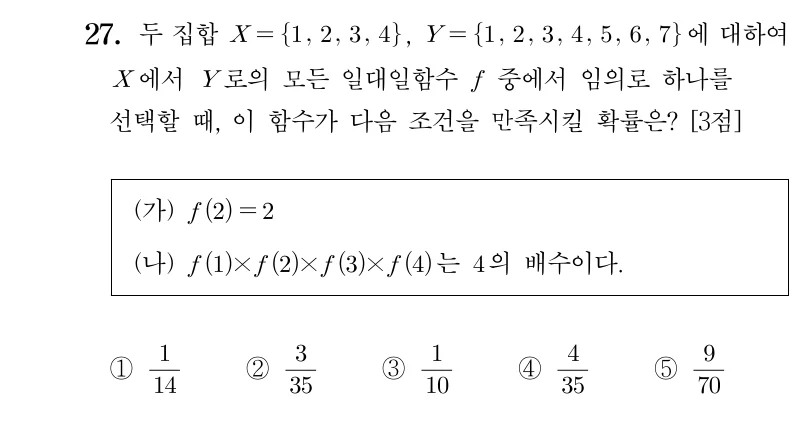 27. 두 집합 X={1, 2, 3, 4}, Y={1, 2, 3, 4, 5, 6, 7}에 대하여
X에서 Y로의 모든 일대일함수 f 중에서 임의로 하나를
선택할 때, 이 함수가 다음 조건을 만족시킬 확률은? [3점]
(가) f(2)=2
(나) f(1)×f(2)×f(3)×f(4)는 4의 배수이다.
① 1/14 ② 3/35 ③ 1/10 ④ 4/35 ⑤ 9/70